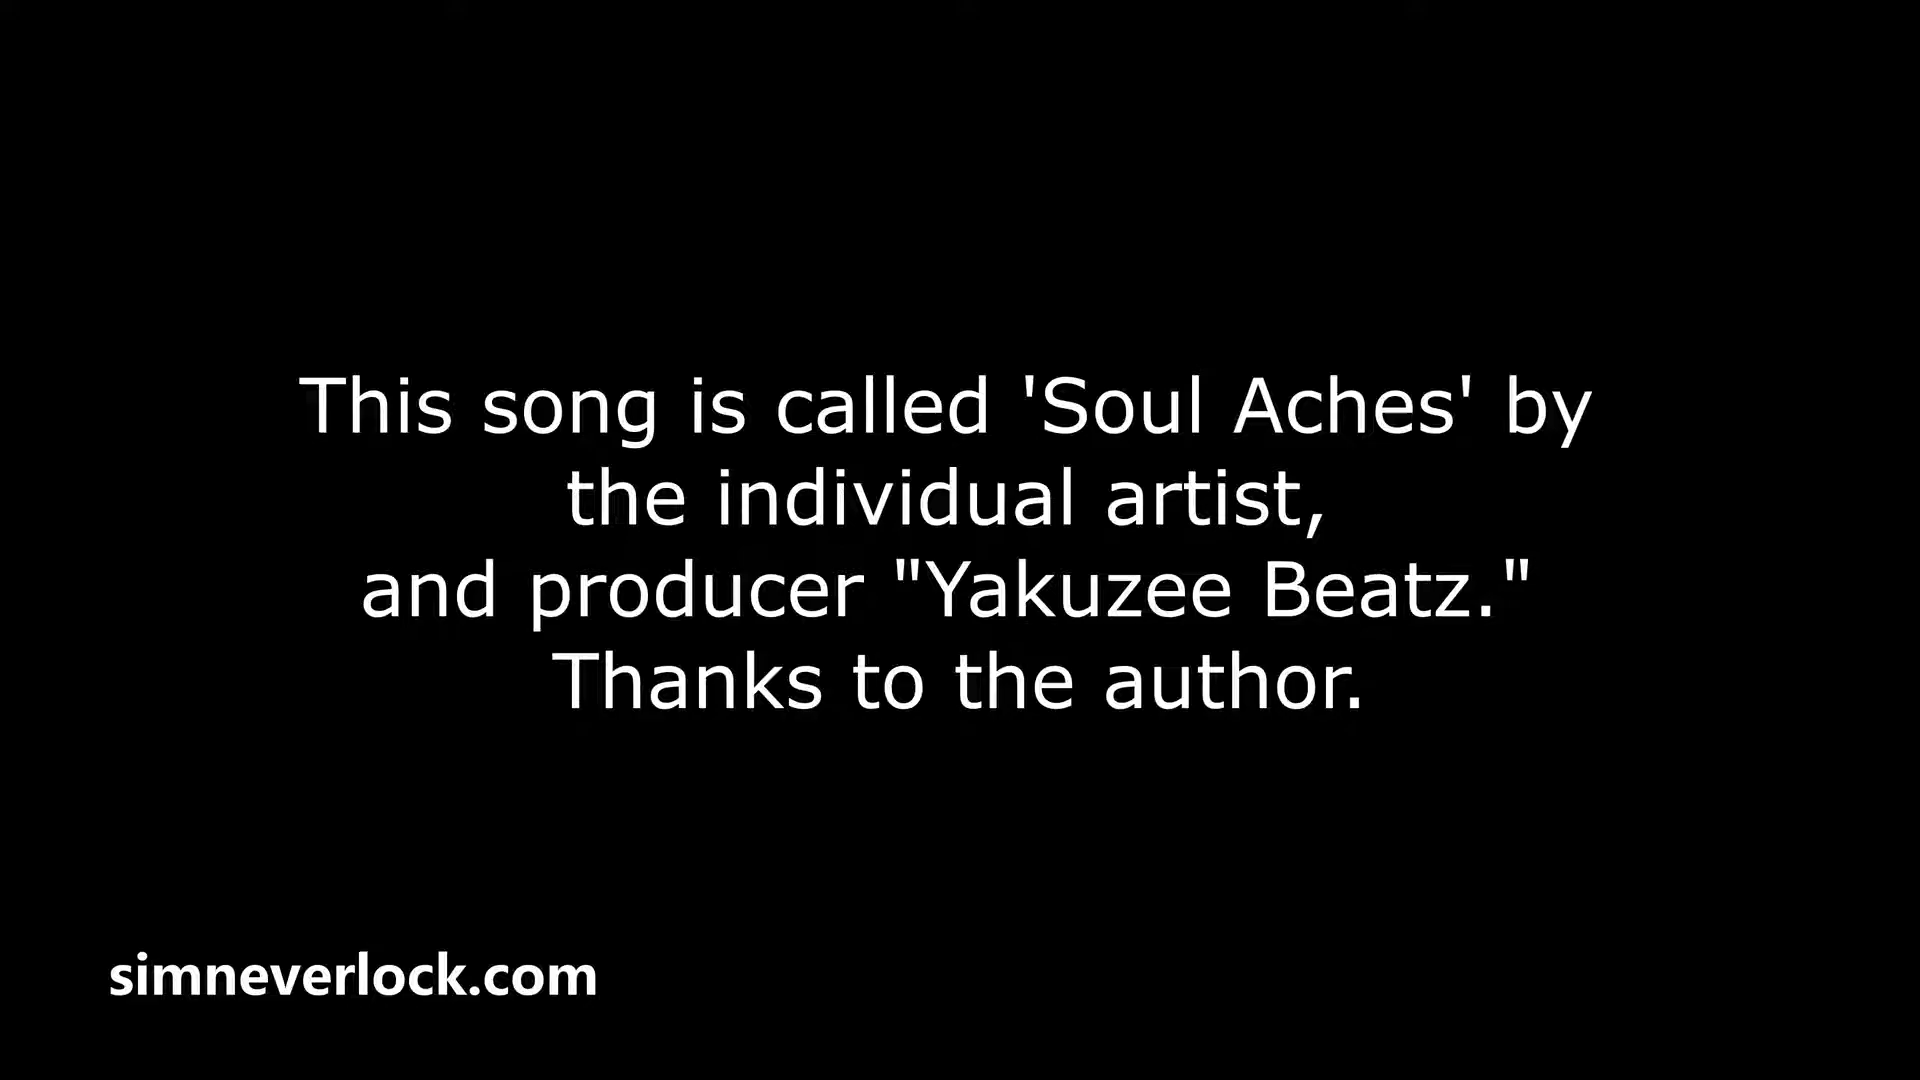 This song is called 'Soul Aches' by
the individual artist,
and producer "Yakuzee Beatz."
Thanks to the author.
simneverlock.com